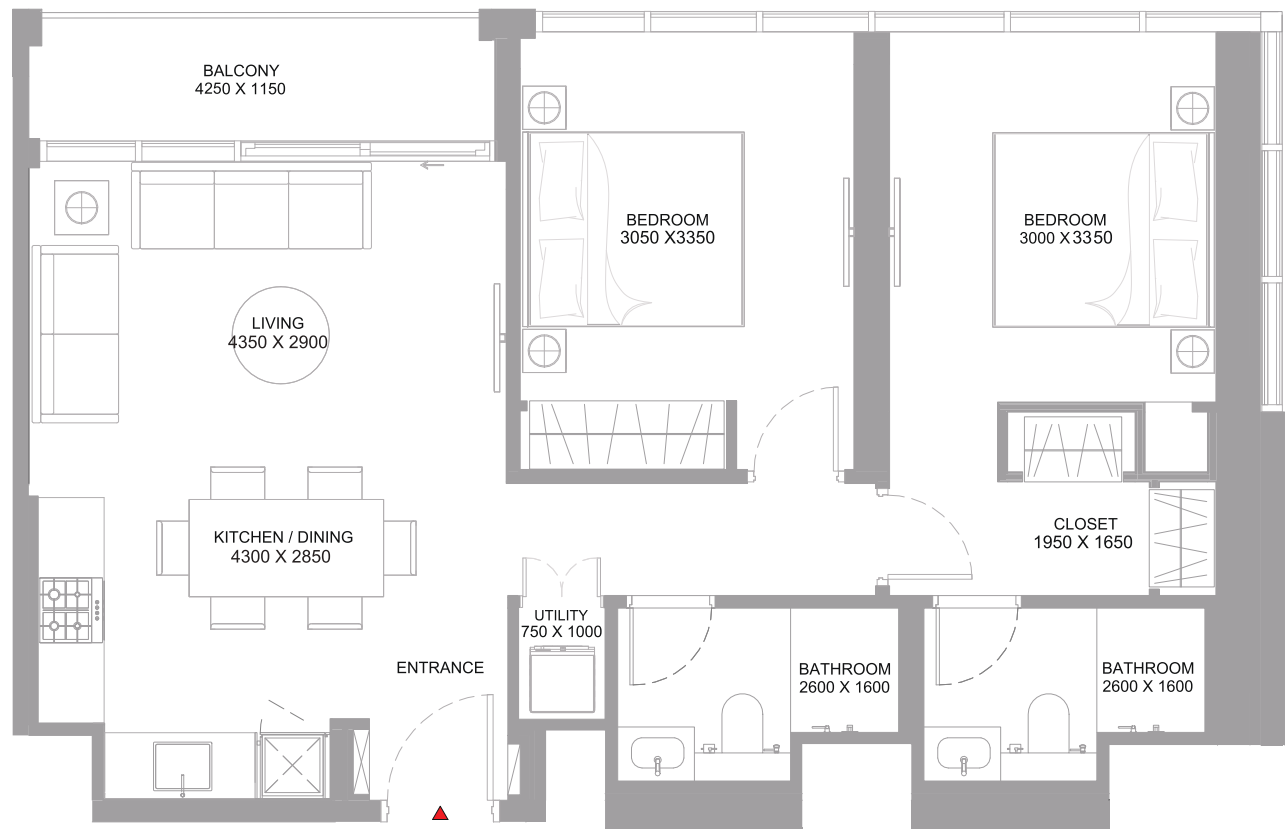 BALCONY
4250 X 1150
BEDROOM
3050 X3350
BEDROOM
3000 X 3350
LIVING
4350 X 2900
KITCHEN / DINING
4300 X 2850
CLOSET
1950 X 1650
UTILITY
750 X 1000
ENTRANCE
BATHROOM
2600 X 1600
BATHROOM
2600 X 1600